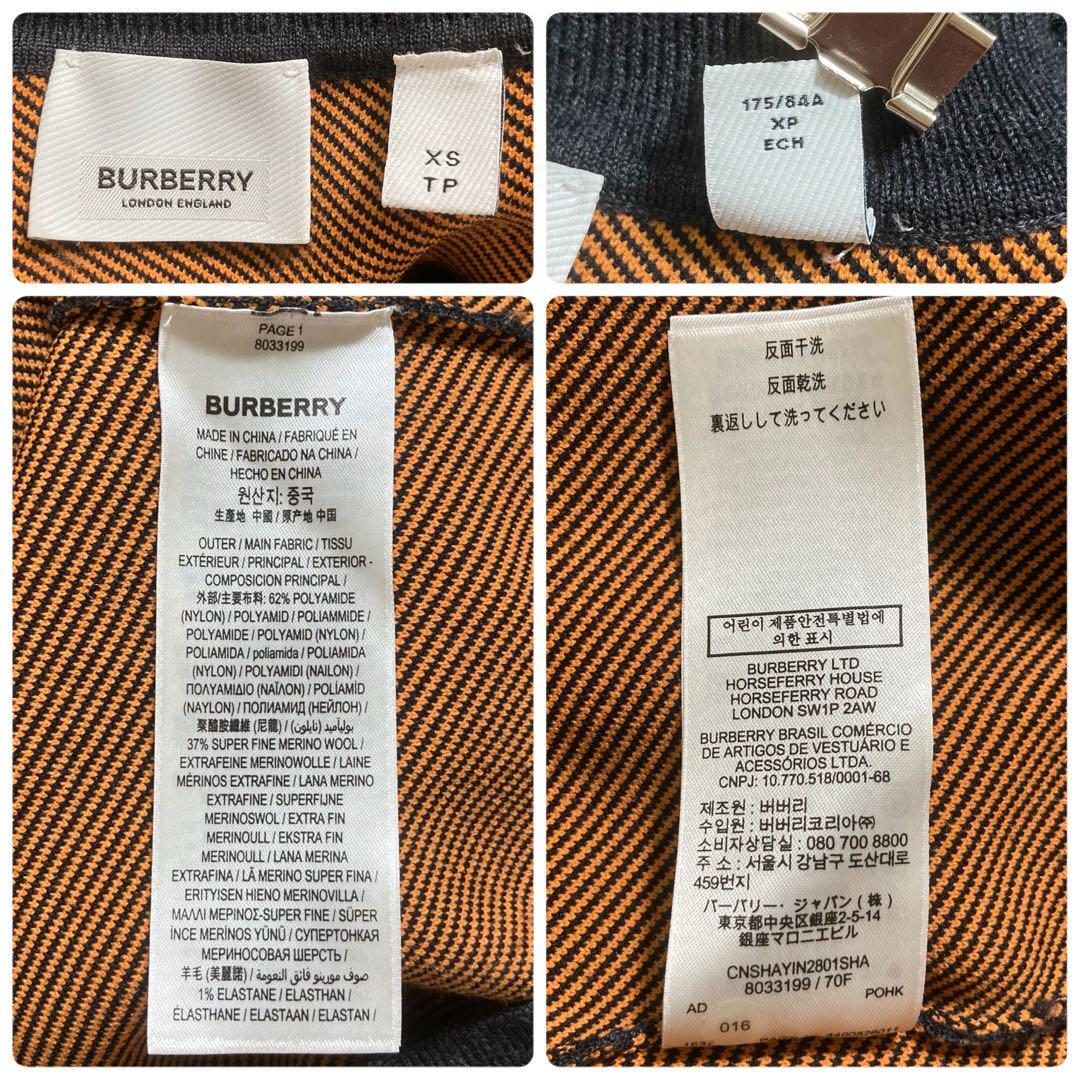 BURBERRY
LONDON ENGLAND
XS
TP
175/84A
XP
ECH
PAGE 1
8033199
BURBERRY
MADE IN CHINA / FABRIQUÉ EN
CHINE / FABRICADO NA CHINA /
HECHO EN CHINA
원산지: 중국
生產地 中國 / 原产地 中国
OUTER / MAIN FABRIC / TISSU
EXTÉRIEUR / PRINCIPAL / EXTERIOR -
COMPOSICIÓN PRINCIPAL /
外部/主要布料: 62% POLYAMIDE
(NYLON) / POLYAMID / POLIAMMIDE /
POLYAMIDE / POLYAMID (NYLON) /
POLIAMIDA / poliamida / POLIAMIDA
(NYLON) / POLYAMIDI (NAILON) /
ΠΟΛΥΑΜΙΔΙΟ (ΝΑΪΛΟΝ) / POLİAMİD
(NAYLON) / ПОЛИАМИД (НЕЙЛОН) /
聚醯胺纖維 (尼龍) / بوليآميد (نايلون) /
37% SUPER FINE MERINO WOOL /
EXTRAFEINE MERINOWOLLE / LAINE
MÉRINOS EXTRAFINE / LANA MERINO
EXTRAFINE / SUPERFIJNE
MERINOSWOL / EXTRA FIN
MERINOULL / EKSTRA FIN
MERINOULL / LANA MERINA
EXTRAFINA / LÃ MERINO SUPER FINA /
ERITYISEN HIENO MERINOVILLA /
ΜΑΛΛΙ ΜΕΡΙΝΟΣ-SUPER FINE / SÜPER
İNCE MERİNOS YÜNÜ / СУПЕРТОНКАЯ
МЕРИНОСОВАЯ ШЕРСТЬ /
羊毛 (美麗諾) / صوف مورينو فائق النعومة /
1% ELASTANE / ELASTHAN /
ÉLASTHANNE / ELASTAAN / ELASTAN /
反面干洗
反面乾洗
裏返しして洗ってください
어린이 제품안전특별법에
의한 표시
BURBERRY LTD
HORSEFERRY HOUSE
HORSEFERRY ROAD
LONDON SW1P 2AW
BURBERRY BRASIL COMÉRCIO
DE ARTIGOS DE VESTUÁRIO E
ACESSÓRIOS LTDA.
CNPJ: 10.770.518/0001-68
제조원 : 버버리
수입원 : 버버리코리아㈜
소비자상담실 : 080 700 8800
주 소 : 서울시 강남구 도산대로
459번지
バーバリー・ジャパン (株)
東京都中央区銀座2-5-14
銀座マロニエビル
CNSHAYIN2801SHA
8033199 / 70F
AD
POHK
016